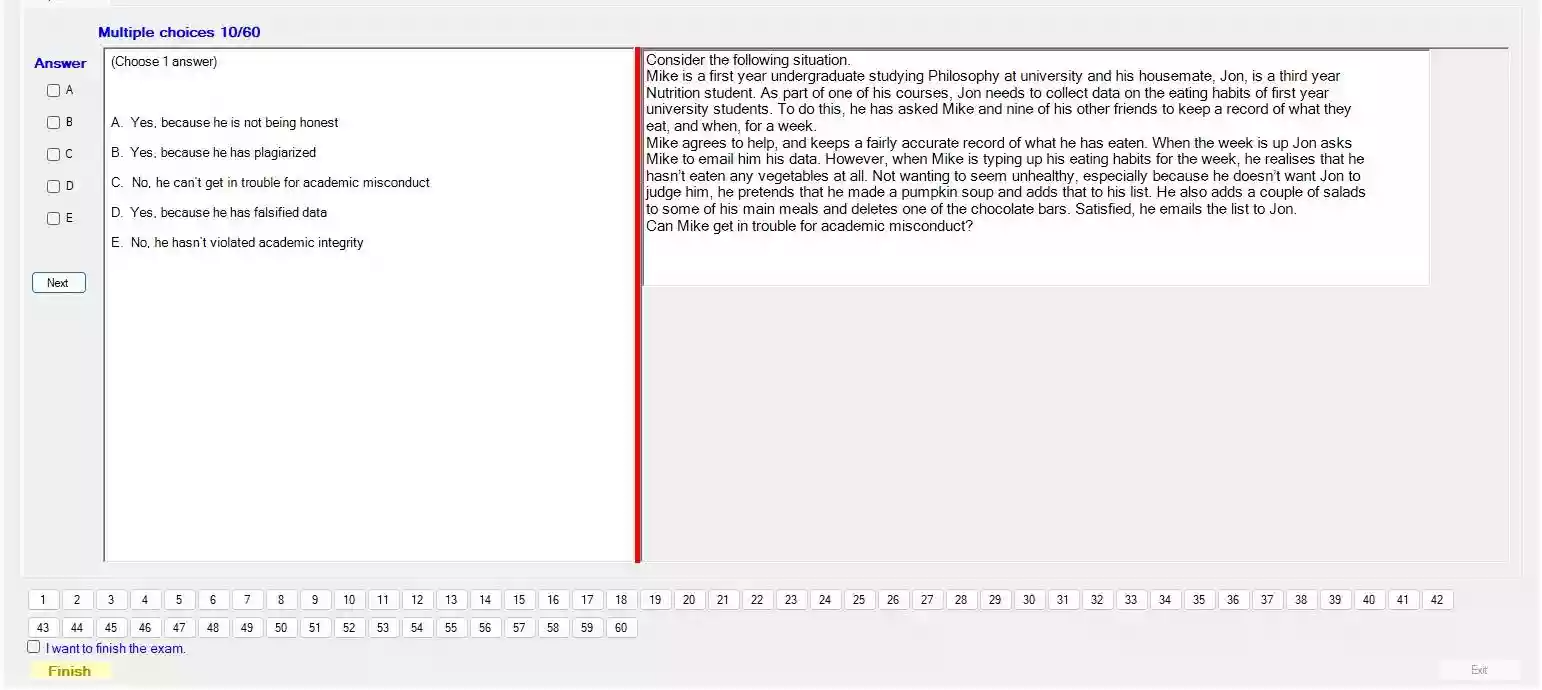 Multiple choices 10/60
Answer
(Choose 1 answer)
A
B
C
D
E
A. Yes, because he is not being honest
B. Yes, because he has plagiarized
C. No, he can't get in trouble for academic misconduct
D. Yes, because he has falsified data
E. No, he hasn't violated academic integrity
Next
Consider the following situation.
Mike is a first year undergraduate studying Philosophy at university and his housemate, Jon, is a third year
Nutrition student. As part of one of his courses, Jon needs to collect data on the eating habits of first year
university students. To do this, he has asked Mike and nine of his other friends to keep a record of what they
eat, and when, for a week.
Mike agrees to help, and keeps a fairly accurate record of what he has eaten. When the week is up Jon asks
Mike to email him his data. However, when Mike is typing up his eating habits for the week, he realises that he
hasn't eaten any vegetables at all. Not wanting to seem unhealthy, especially because he doesn't want Jon to
judge him, he pretends that he made a pumpkin soup and adds that to his list. He also adds a couple of salads
to some of his main meals and deletes one of the chocolate bars. Satisfied, he emails the list to Jon.
Can Mike get in trouble for academic misconduct?
1 2 3 4 5 6 7 8 9 10 11 12 13 14 15 16 17 18 19 20 21 22 23 24 25 26 27 28 29 30 31 32 33 34 35 36 37 38 39 40 41 42
43 44 45 46 47 48 49 50 51 52 53 54 55 56 57 58 59 60
I want to finish the exam.
Finish
Exit